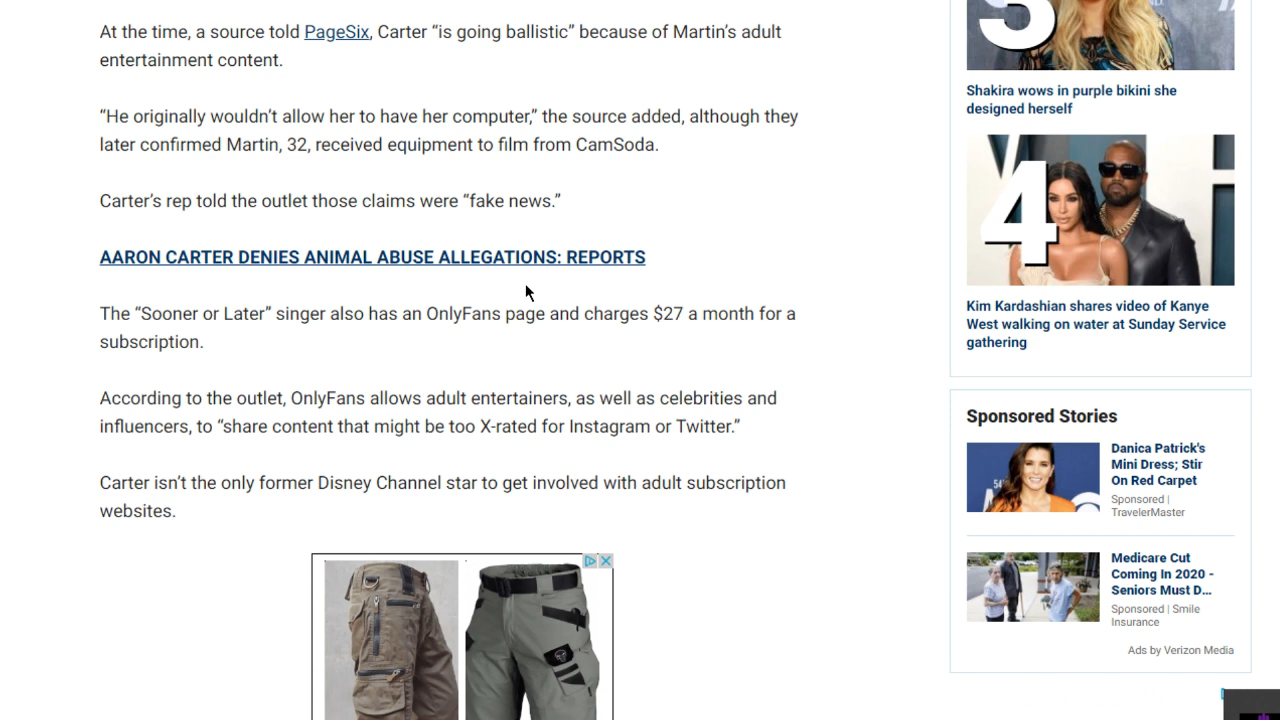 At the time, a source told PageSix, Carter “is going ballistic” because of Martin’s adult
entertainment content.
“He originally wouldn’t allow her to have her computer,” the source added, although they
later confirmed Martin, 32, received equipment to film from CamSoda.
Carter’s rep told the outlet those claims were “fake news.”
AARON CARTER DENIES ANIMAL ABUSE ALLEGATIONS: REPORTS
The “Sooner or Later” singer also has an OnlyFans page and charges $27 a month for a
subscription.
According to the outlet, OnlyFans allows adult entertainers, as well as celebrities and
influencers, to “share content that might be too X-rated for Instagram or Twitter.”
Carter isn’t the only former Disney Channel star to get involved with adult subscription
websites.
3
Shakira wows in purple bikini she
designed herself
4
Kim Kardashian shares video of Kanye
West walking on water at Sunday Service
gathering
Sponsored Stories
Danica Patrick's
Mini Dress; Stir
On Red Carpet
Sponsored |
TravelerMaster
Medicare Cut
Coming In 2020 -
Seniors Must D...
Sponsored | Smile
Insurance
Ads by Verizon Media